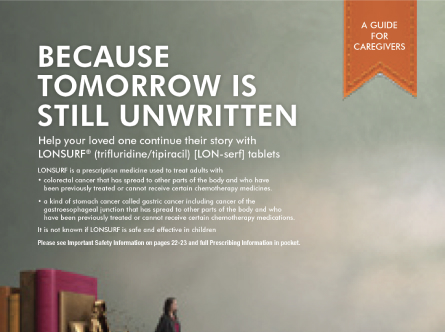 A GUIDE
FOR
CAREGIVERS
BECAUSE
TOMORROW IS
STILL UNWRITTEN
Help your loved one continue their story with
LONSURF® (trifluridine/tipiracil) [LON-serf] tablets
LONSURF is a prescription medicine used to treat adults with
• colorectal cancer that has spread to other parts of the body and who have
been previously treated or cannot receive certain chemotherapy medicines.
• a kind of stomach cancer called gastric cancer including cancer of the
gastroesophageal junction that has spread to other parts of the body and who
have been previously treated or cannot receive certain chemotherapy medications.
It is not known if LONSURF is safe and effective in children
Please see Important Safety Information on pages 22-23 and full Prescribing Information in pocket.